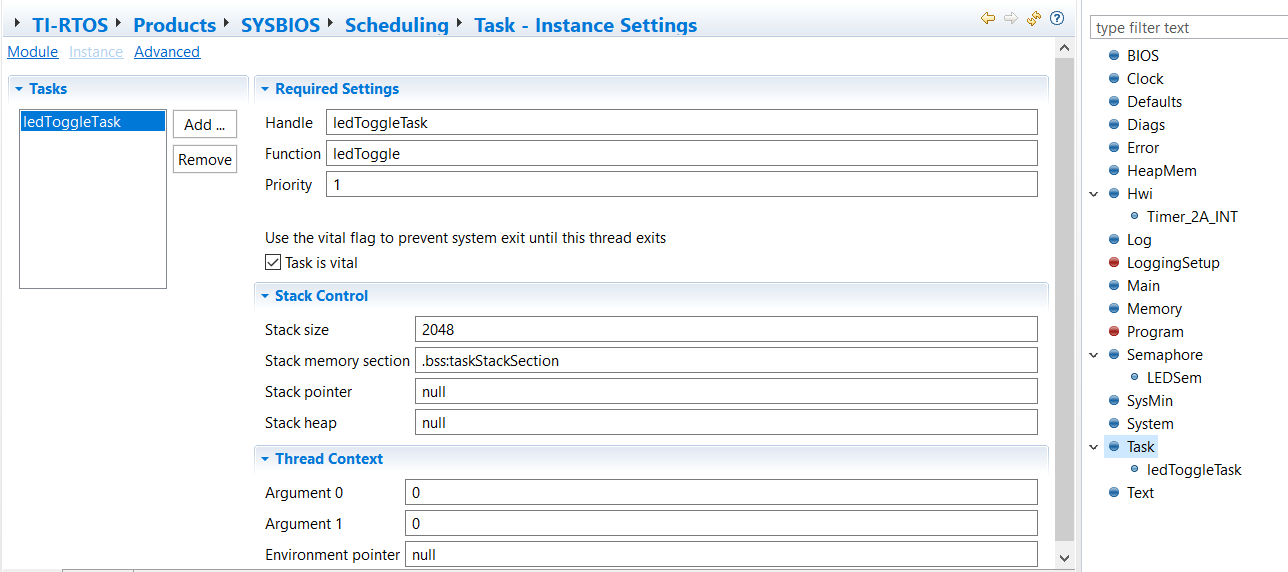 TI-RTOS Products SYSBIOS Scheduling Task - Instance Settings
Module Instance Advanced
Tasks
ledToggleTask
Add ...
Remove
Required Settings
Handle ledToggleTask
Function ledToggle
Priority 1
Use the vital flag to prevent system exit until this thread exits
Task is vital
Stack Control
Stack size 2048
Stack memory section .bss:taskStackSection
Stack pointer null
Stack heap null
Thread Context
Argument 0 0
Argument 1 0
Environment pointer null
type filter text
BIOS
Clock
Defaults
Diags
Error
HeapMem
Hwi
Timer_2A_INT
Log
LoggingSetup
Main
Memory
Program
Semaphore
LEDSem
SysMin
System
Task
ledToggleTask
Text